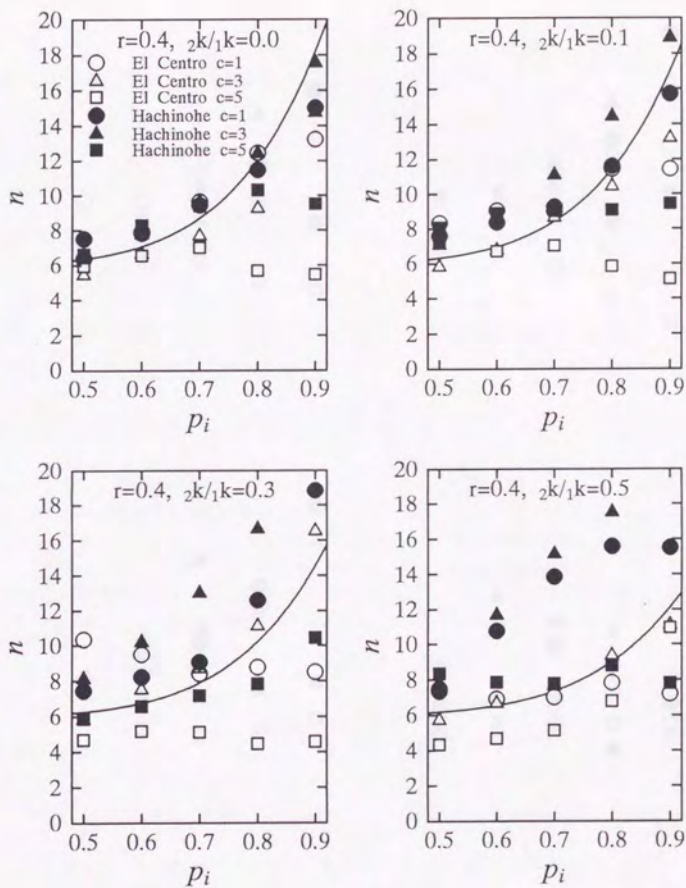 r=0.4, ₂k/₁k=0.0
El Centro c=1
El Centro c=3
El Centro c=5
Hachinohe c=1
Hachinohe c=3
Hachinohe c=5
20
18
16
14
12
10
8
6
4
2
0
n
0.5 0.6 0.7 0.8 0.9
pᵢ
r=0.4, ₂k/₁k=0.1
20
18
16
14
12
10
8
6
4
2
0
n
0.5 0.6 0.7 0.8 0.9
pᵢ
r=0.4, ₂k/₁k=0.3
20
18
16
14
12
10
8
6
4
2
0
n
0.5 0.6 0.7 0.8 0.9
pᵢ
r=0.4, ₂k/₁k=0.5
20
18
16
14
12
10
8
6
4
2
0
n
0.5 0.6 0.7 0.8 0.9
pᵢ